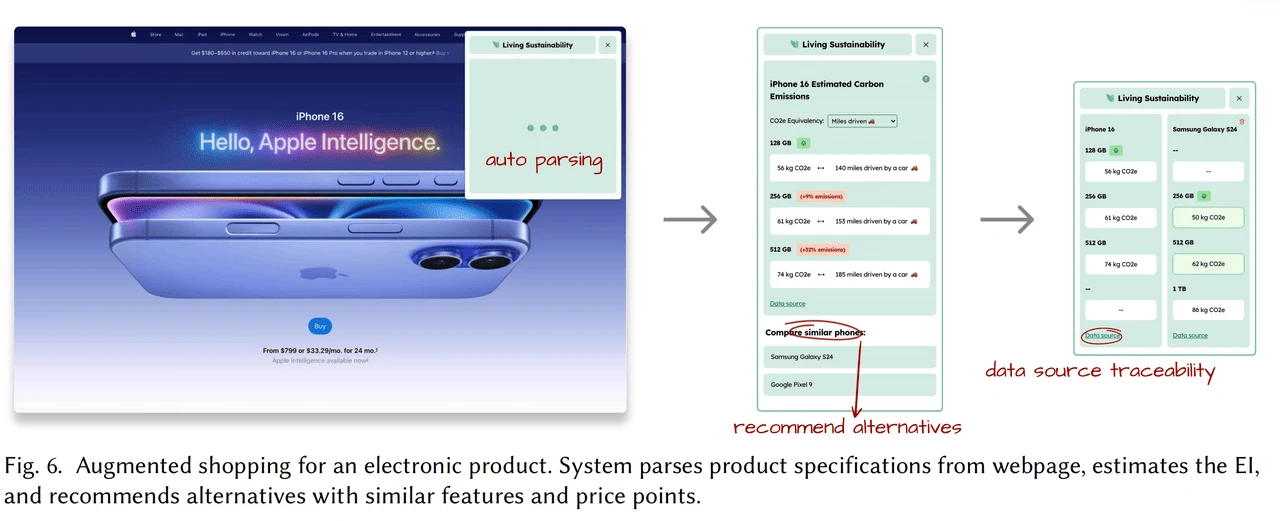 Store Mac iPad iPhone Watch Vision AirPods TV & Home Entertainment Accessories
Get $180–$650 in credit toward iPhone 16 or iPhone 16 Pro when you trade in iPhone 12 or higher.² Buy >
iPhone 16
Hello, Apple Intelligence.
Buy
From $799 or $33.29/mo. for 24 mo.¹
Apple Intelligence available now²
Living Sustainability ×
auto parsing
Living Sustainability ×
iPhone 16 Estimated Carbon
Emissions
CO2e Equivalency: Miles driven 🚗
128 GB
56 kg CO2e ↔ 140 miles driven by a car 🚗
256 GB (+9% emissions)
61 kg CO2e ↔ 153 miles driven by a car 🚗
512 GB (+32% emissions)
74 kg CO2e ↔ 185 miles driven by a car 🚗
Data source
Compare similar phones:
Samsung Galaxy S24
Google Pixel 9
recommend alternatives
Living Sustainability ×
iPhone 16
128 GB
56 kg CO2e
256 GB
61 kg CO2e
512 GB
74 kg CO2e
--
--
Data source
Samsung Galaxy S24
--
--
256 GB
50 kg CO2e
512 GB
62 kg CO2e
1 TB
86 kg CO2e
Data source
data source traceability
Fig. 6. Augmented shopping for an electronic product. System parses product specifications from webpage, estimates the EI,
and recommends alternatives with similar features and price points.